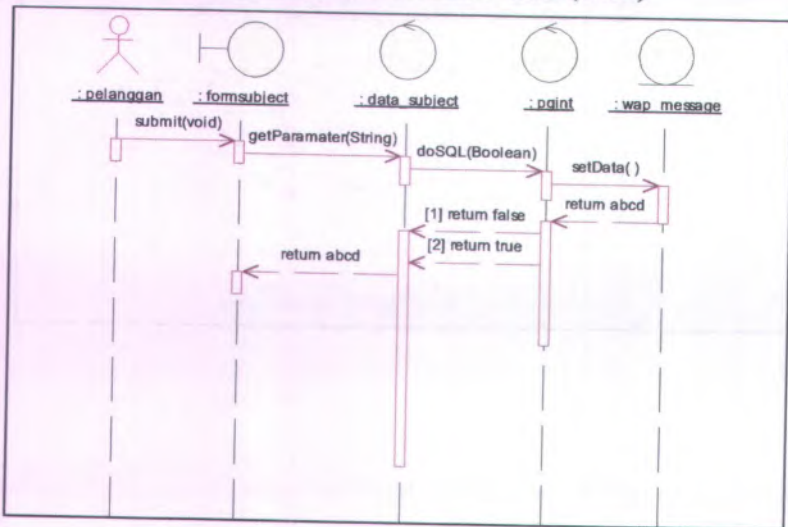 : pelanggan
: formsubject
: data_subject
: pgint
: wap_message
submit(void)
getParamater(String)
doSQL(Boolean)
setData( )
return abcd
[1] return false
[2] return true
return abcd